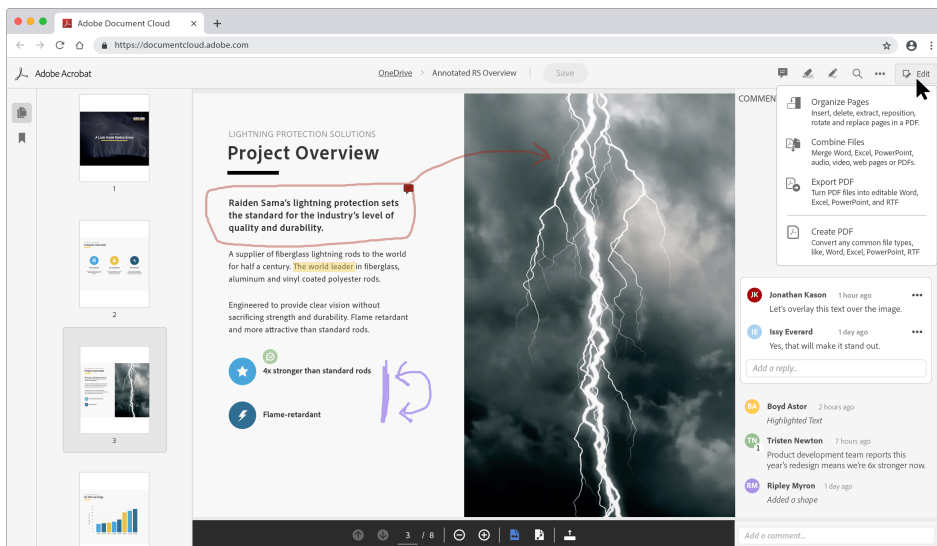 Adobe Document Cloud
https://documentcloud.adobe.com
Adobe Acrobat
OneDrive > Annotated RS Overview
Save
Edit
1
2
3
LIGHTNING PROTECTION SOLUTIONS
Project Overview
Raiden Sama's lightning protection sets
the standard for the industry's level of
quality and durability.
A supplier of fiberglass lightning rods to the world
for half a century. The world leader in fiberglass,
aluminum and vinyl coated polyester rods.
Engineered to provide clear vision without
sacrificing strength and durability. Flame retardant
and more attractive than standard rods.
4x stronger than standard rods
Flame-retardant
3 / 8
COMMEN
Organize Pages
Insert, delete, extract, reposition,
rotate and replace pages in a PDF.
Combine Files
Merge Word, Excel, PowerPoint,
audio, video, web pages or PDFs.
Export PDF
Turn PDF files into editable Word,
Excel, PowerPoint, and RTF
Create PDF
Convert any common file types,
like, Word, Excel, PowerPoint, RTF
JK Jonathan Kason 1 hour ago
Let's overlay this text over the image.
IE Issy Everard 1 day ago
Yes, that will make it stand out.
Add a reply...
BA Boyd Astor 2 hours ago
Highlighted Text
TN Tristen Newton 7 hours ago
1
Product development team reports this
year's redesign means we're 6x stronger now.
RM Ripley Myron 1 day ago
Added a shape
Add a comment...